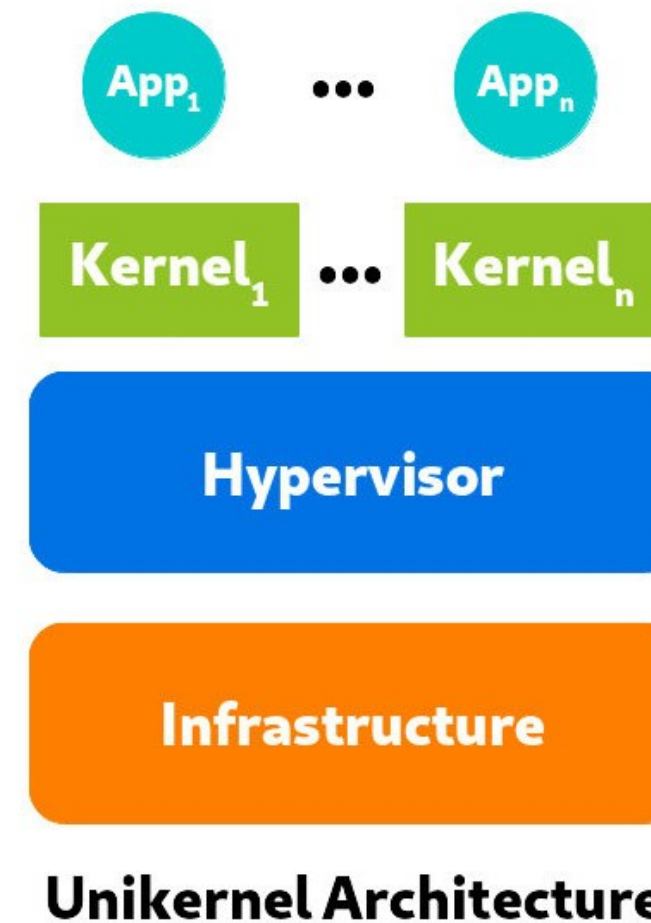 App₁ ... Appₙ
Kernel₁ ... Kernelₙ
Hypervisor
Infrastructure
Unikernel Architecture